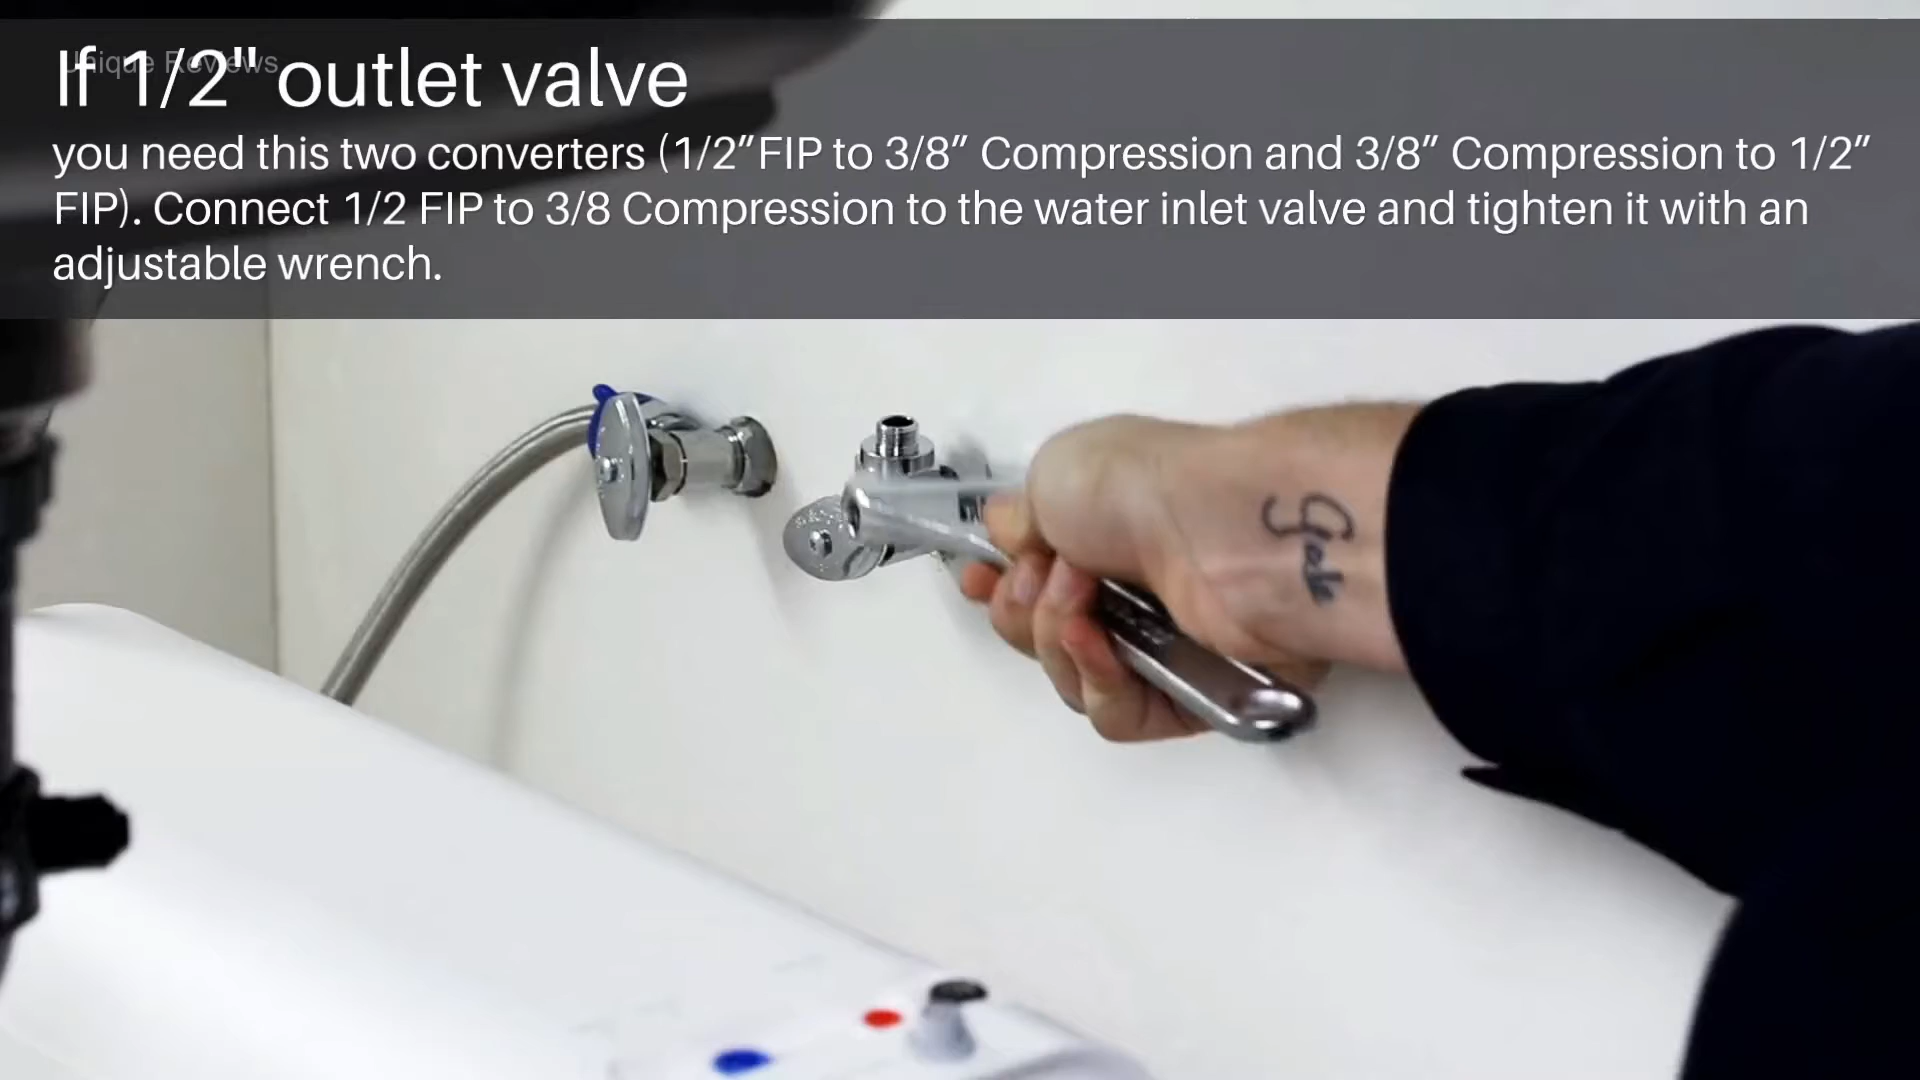 Unique Reviews
If 1/2" outlet valve
you need this two converters (1/2”FIP to 3/8” Compression and 3/8” Compression to 1/2”
FIP). Connect 1/2 FIP to 3/8 Compression to the water inlet valve and tighten it with an
adjustable wrench.